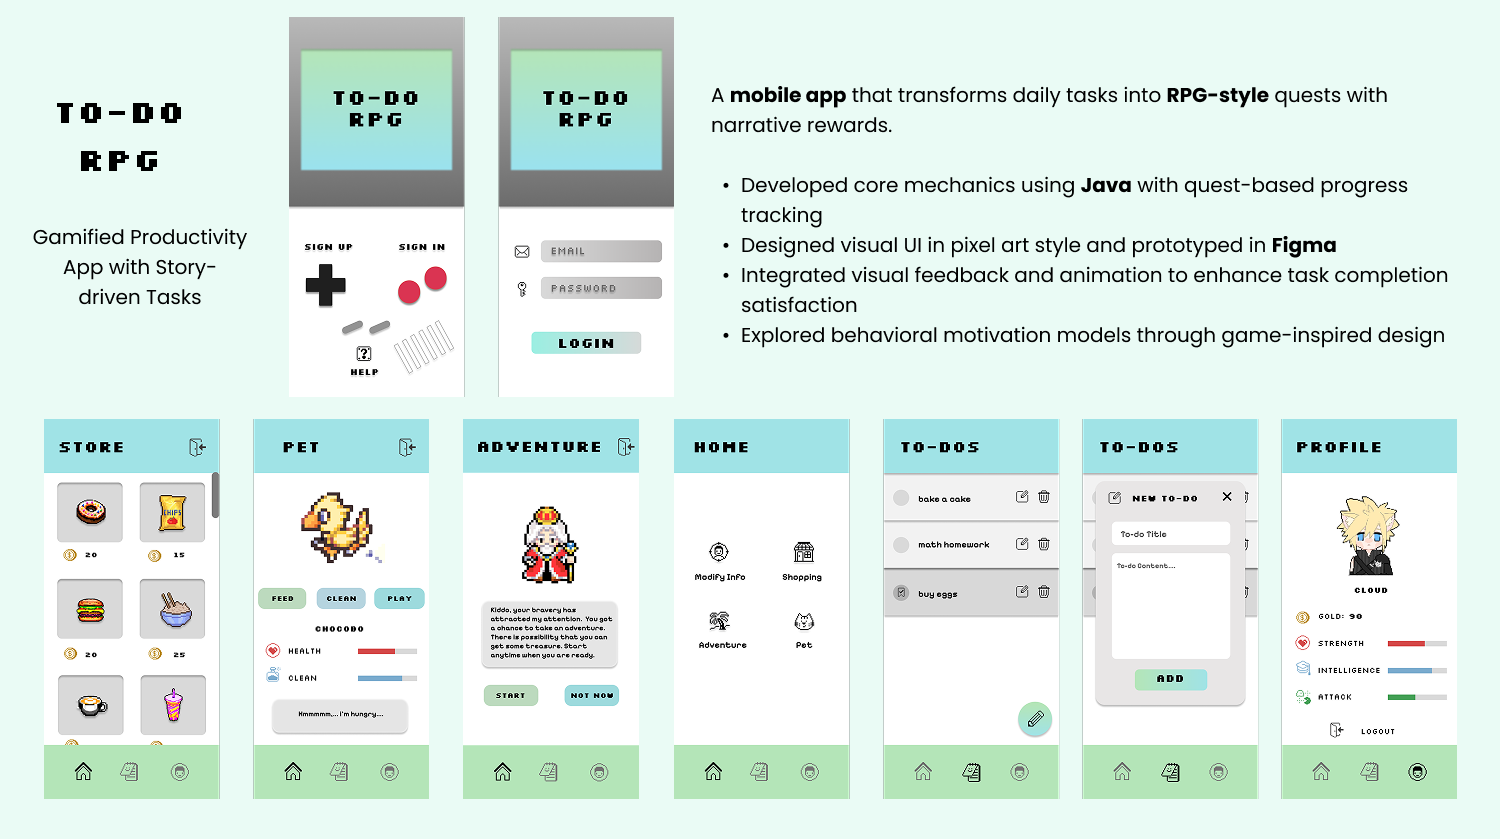 TO-DO
RPG
Gamified Productivity
App with Story-
driven Tasks
TO-DO
RPG
SIGN UP
SIGN IN
HELP
TO-DO
RPG
EMAIL
PASSWORD
LOGIN
A mobile app that transforms daily tasks into RPG-style quests with
narrative rewards.
• Developed core mechanics using Java with quest-based progress
tracking
• Designed visual UI in pixel art style and prototyped in Figma
• Integrated visual feedback and animation to enhance task completion
satisfaction
• Explored behavioral motivation models through game-inspired design
STORE
CHIPS
20
15
20
25
PET
FEED
CLEAN
PLAY
CHOCODO
HEALTH
CLEAN
Hmmmmm,... I'm hungry...
ADVENTURE
Kiddo, your bravery has
attracted my attention. You got
a chance to take an adventure.
There is possibility that you can
get some treasure. Start
anytime when you are ready.
START
NOT NOW
HOME
Modify Info
Shopping
Adventure
Pet
TO-DOS
bake a cake
math homework
buy eggs
TO-DOS
NEW TO-DO
To-do Title
To-do Content...
ADD
PROFILE
CLOUD
GOLD: 90
STRENGTH
INTELLIGENCE
ATTACK
LOGOUT